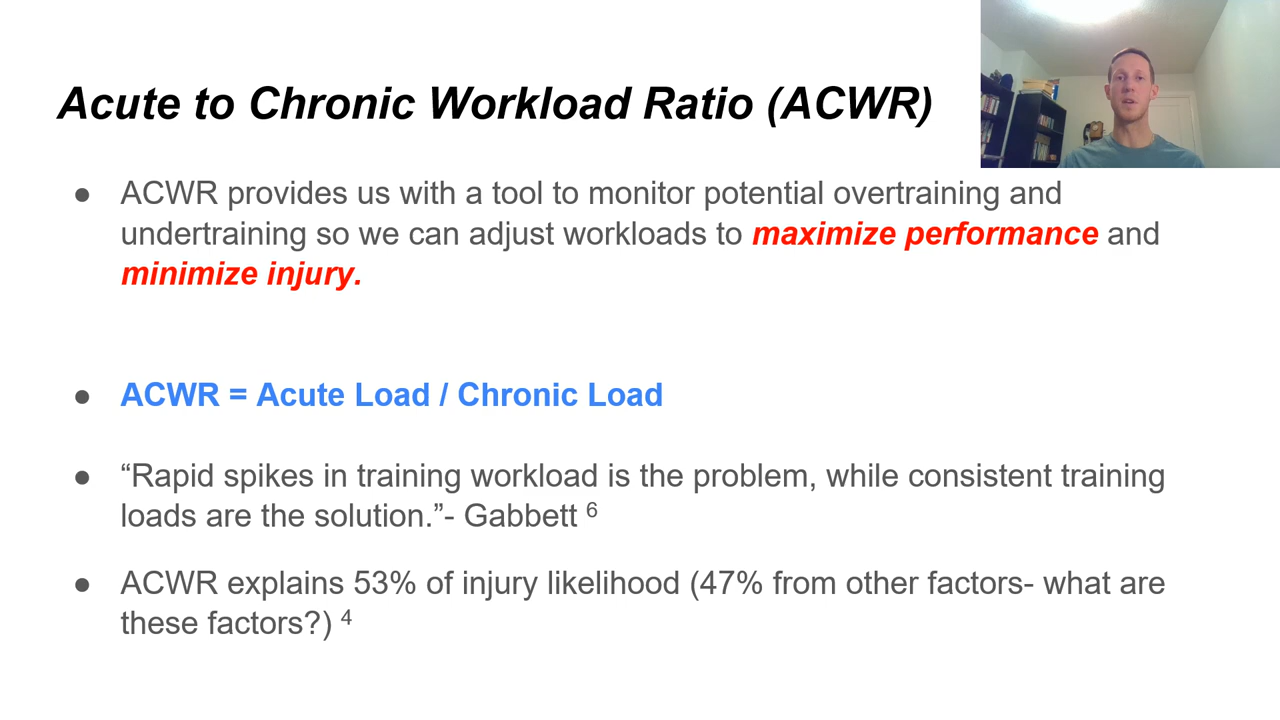 Acute to Chronic Workload Ratio (ACWR)
● ACWR provides us with a tool to monitor potential overtraining and
undertraining so we can adjust workloads to maximize performance and
minimize injury.
● ACWR = Acute Load / Chronic Load
● “Rapid spikes in training workload is the problem, while consistent training
loads are the solution.”- Gabbett ⁶
● ACWR explains 53% of injury likelihood (47% from other factors- what are
these factors?) ⁴